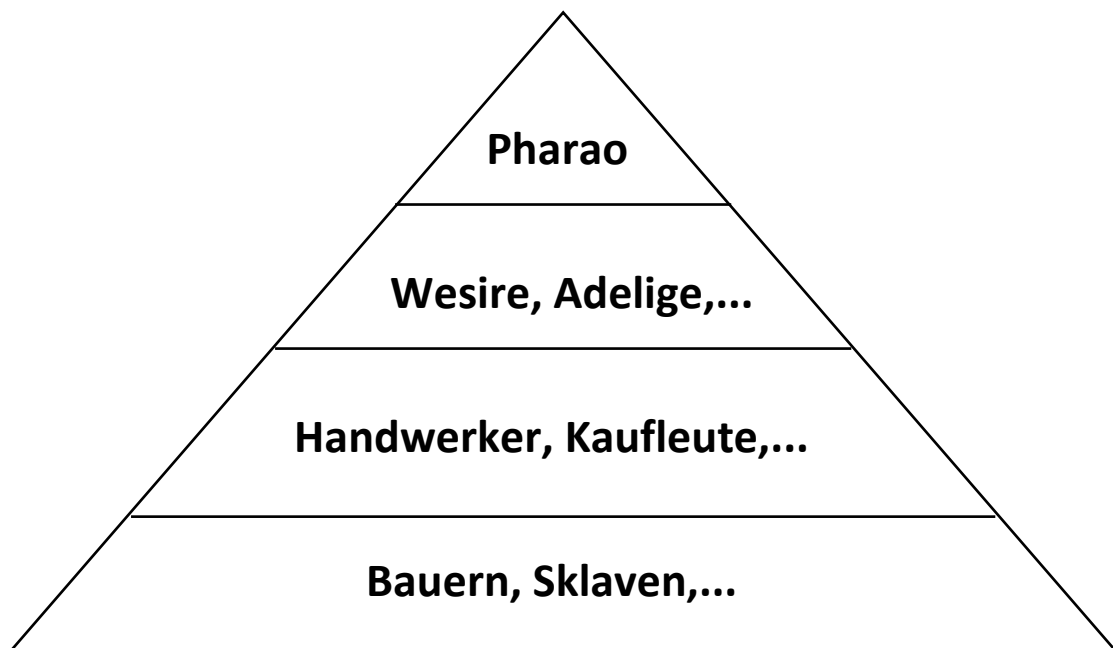 Pharao
Wesire, Adelige,...
Handwerker, Kaufleute,...
Bauern, Sklaven,...